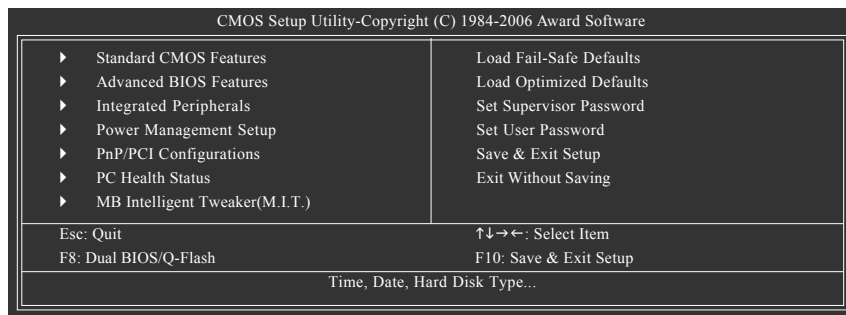 CMOS Setup Utility-Copyright (C) 1984-2006 Award Software
Standard CMOS Features
Advanced BIOS Features
Integrated Peripherals
Power Management Setup
PnP/PCI Configurations
PC Health Status
MB Intelligent Tweaker(M.I.T.)
Load Fail-Safe Defaults
Load Optimized Defaults
Set Supervisor Password
Set User Password
Save & Exit Setup
Exit Without Saving
Esc: Quit
↑↓→←: Select Item
F8: Dual BIOS/Q-Flash
F10: Save & Exit Setup
Time, Date, Hard Disk Type...